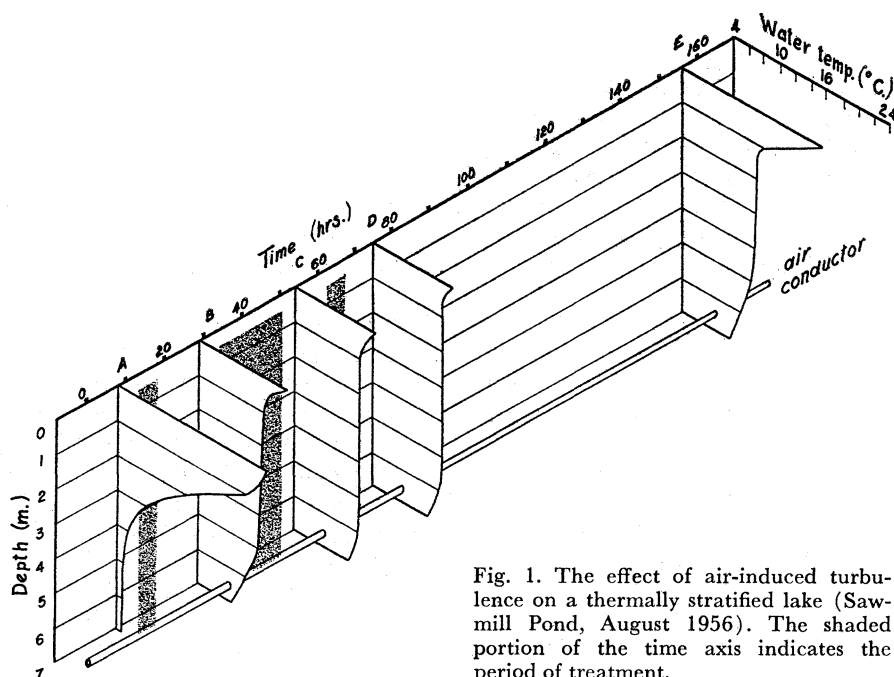 4
Water temp. (°C.)
10
16
24
E
160
140
120
100
D
80
Time (hrs.)
C
60
B
40
A
20
0
air
conductor
Depth (m.)
0
1
2
3
4
5
6
7
Fig. 1. The effect of air-induced turbu-
lence on a thermally stratified lake (Saw-
mill Pond, August 1956). The shaded
portion of the time axis indicates the
period of treatment.